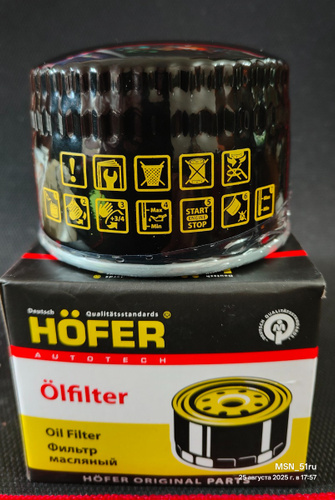 +3/4
Max
Min
START
ENGINE
STOP
Deutsch Qualitätsstandards
HÖFER®
AUTOTECH
Ölfilter
Oil Filter
Фильтр
масляный
HÖFER ORIGINAL PARTS
MSN_51ru
25 августа 2025 г. в 17:57